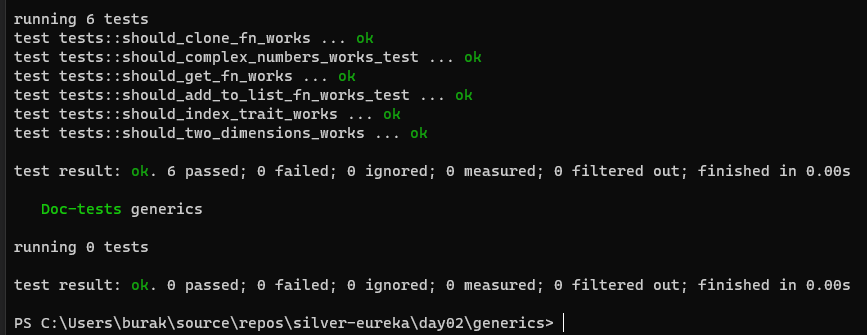 running 6 tests
test tests::should_clone_fn_works ... ok
test tests::should_complex_numbers_works_test ... ok
test tests::should_get_fn_works ... ok
test tests::should_add_to_list_fn_works_test ... ok
test tests::should_index_trait_works ... ok
test tests::should_two_dimensions_works ... ok
test result: ok. 6 passed; 0 failed; 0 ignored; 0 measured; 0 filtered out; finished in 0.00s
Doc-tests generics
running 0 tests
test result: ok. 0 passed; 0 failed; 0 ignored; 0 measured; 0 filtered out; finished in 0.00s
PS C:\Users\burak\source\repos\silver-eureka\day02\generics>